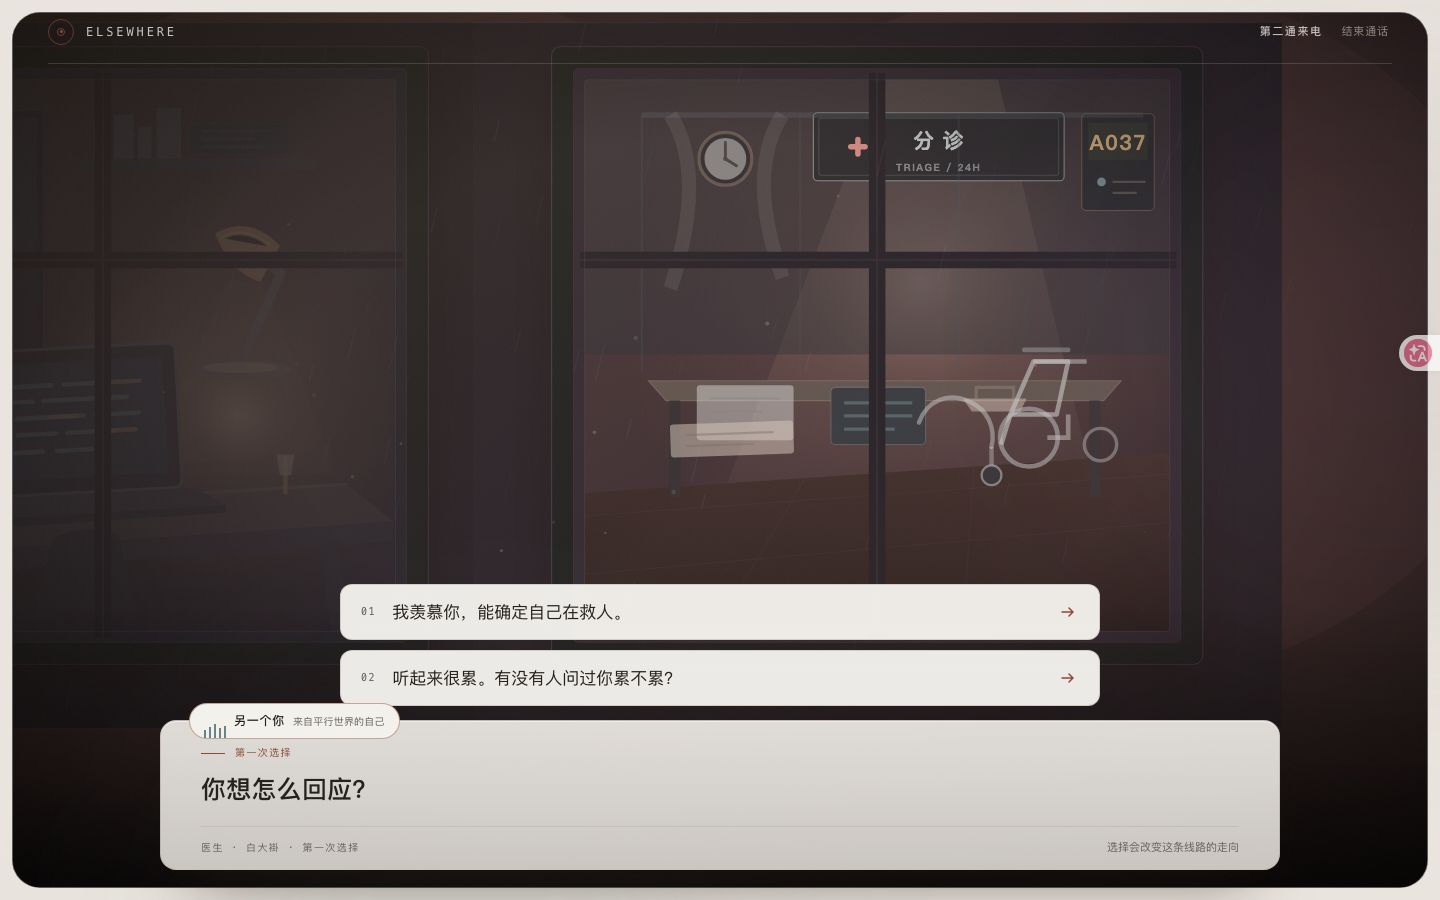 ELSEWHERE
第二通来电 结束通话
分诊
TRIAGE / 24H
A037
01 我羡慕你，能确定自己在救人。 →
02 听起来很累。有没有人问过你累不累? →
另一个你 来自平行世界的自己
第一次选择
你想怎么回应?
医生 · 白大褂 · 第一次选择
选择会改变这条线路的走向